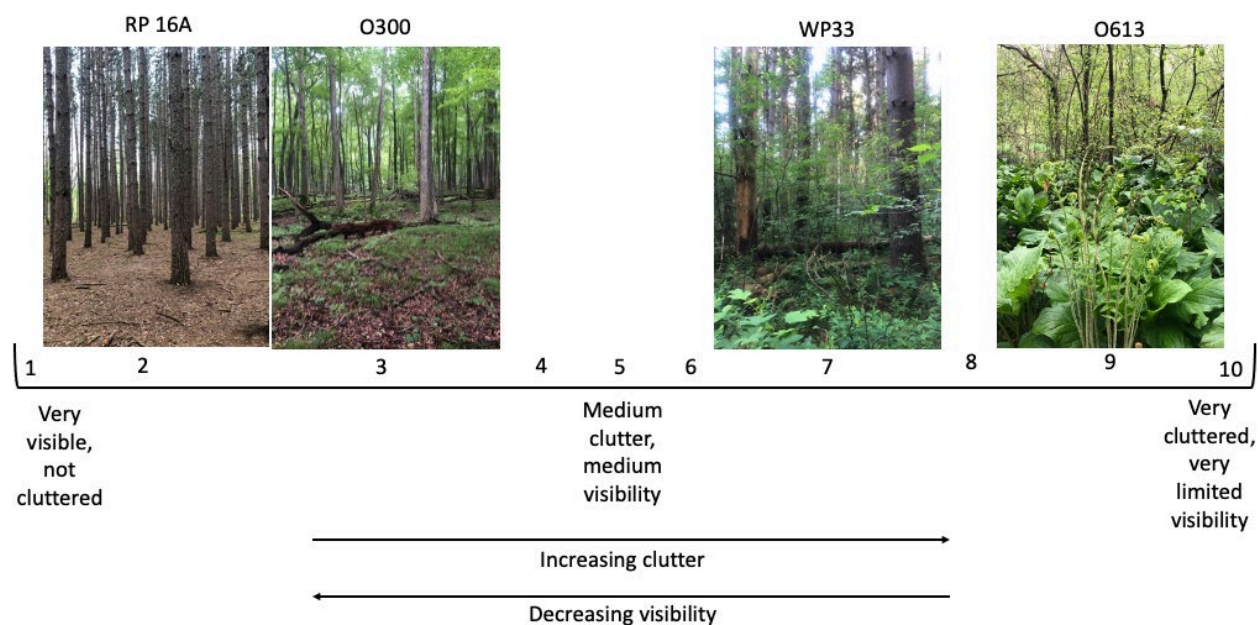 RP 16A
O300
WP33
O613
1 2 3 4 5 6 7 8 9 10
Very
visible,
not
cluttered
Medium
clutter,
medium
visibility
Very
cluttered,
very
limited
visibility
Increasing clutter
Decreasing visibility